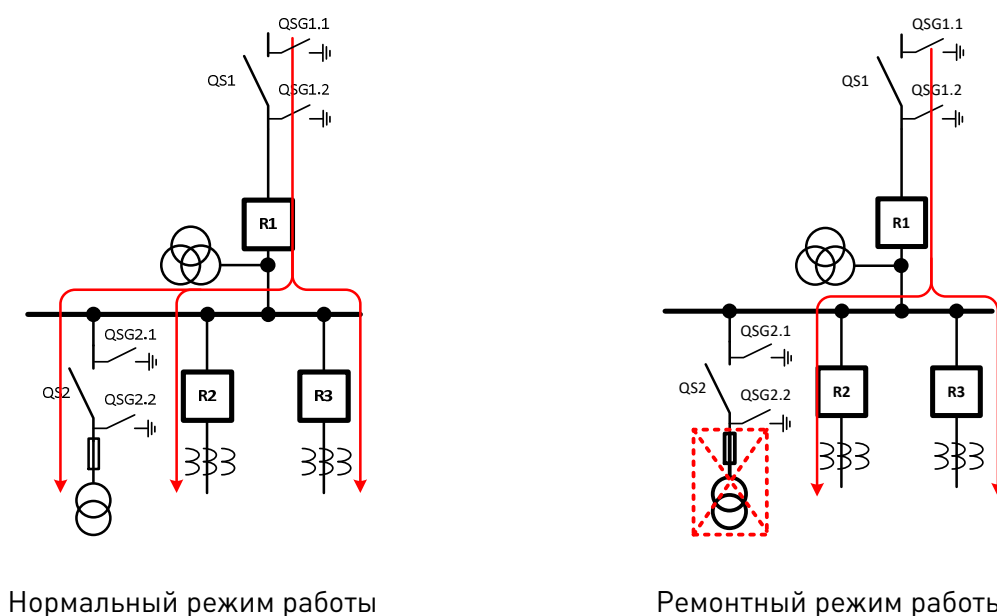 QSG1.1
QS1
QSG1.2
R1
QSG2.1
QS2
QSG2.2
R2
R3
Нормальный режим работы
QSG1.1
QS1
QSG1.2
R1
QSG2.1
QS2
QSG2.2
R2
R3
Ремонтный режим работы